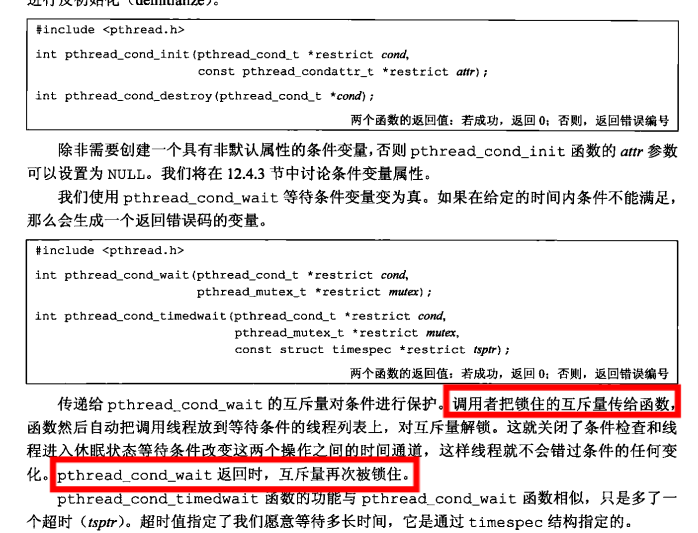 进行反初始化（deinitialize）。
#include <pthread.h>
int pthread_cond_init(pthread_cond_t *restrict cond,
const pthread_condattr_t *restrict attr);
int pthread_cond_destroy(pthread_cond_t *cond);
两个函数的返回值：若成功，返回 0；否则，返回错误编号
除非需要创建一个具有非默认属性的条件变量，否则 pthread_cond_init 函数的 attr 参数
可以设置为 NULL。我们将在 12.4.3 节中讨论条件变量属性。
我们使用 pthread_cond_wait 等待条件变量变为真。如果在给定的时间内条件不能满足，
那么会生成一个返回错误码的变量。
#include <pthread.h>
int pthread_cond_wait(pthread_cond_t *restrict cond,
pthread_mutex_t *restrict mutex);
int pthread_cond_timedwait(pthread_cond_t *restrict cond,
pthread_mutex_t *restrict mutex,
const struct timespec *restrict tsptr);
两个函数的返回值：若成功，返回 0；否则，返回错误编号
传递给 pthread_cond_wait 的互斥量对条件进行保护。调用者把锁住的互斥量传给函数，
函数然后自动把调用线程放到等待条件的线程列表上，对互斥量解锁。这就关闭了条件检查和线
程进入休眠状态等待条件改变这两个操作之间的时间通道，这样线程就不会错过条件的任何变
化。pthread_cond_wait 返回时，互斥量再次被锁住。
pthread_cond_timedwait 函数的功能与 pthread_cond_wait 函数相似，只是多了一
个超时（tsptr）。超时值指定了我们愿意等待多长时间，它是通过 timespec 结构指定的。